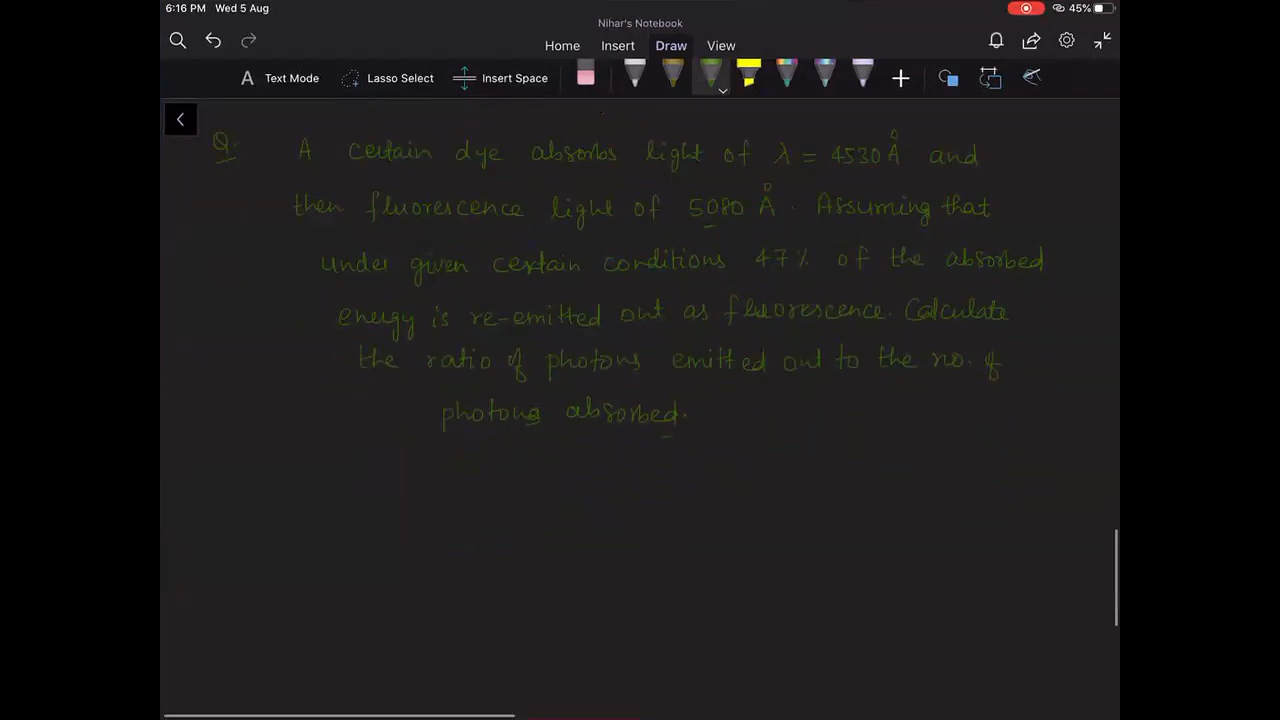 6:16 PM Wed 5 Aug
45%
Nihar's Notebook
Home Insert Draw View
Text Mode Lasso Select Insert Space
Q. A certain dye absorbs light of λ = 4530 Å and
then fluorescence light of 5080 Å. Assuming that
under given certain conditions 47% of the absorbed
energy is re-emitted out as fluorescence. Calculate
the ratio of photons emitted out to the no. of
photons absorbed.